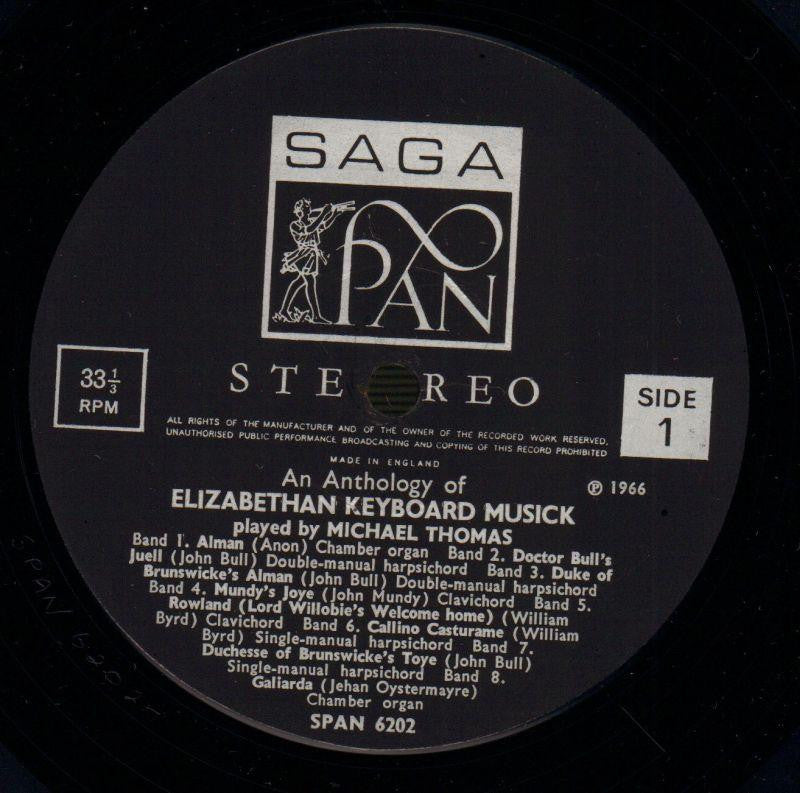 SAGA
PAN
STEREO
33 1/3
RPM
SIDE
1
ALL RIGHTS OF THE MANUFACTURER AND OF THE OWNER OF THE RECORDED WORK RESERVED.
UNAUTHORISED PUBLIC PERFORMANCE BROADCASTING AND COPYING OF THIS RECORD PROHIBITED
MADE IN ENGLAND
An Anthology of
℗ 1966
ELIZABETHAN KEYBOARD MUSICK
played by MICHAEL THOMAS
Band 1. Alman (Anon) Chamber organ Band 2. Doctor Bull's
Juell (John Bull) Double-manual harpsichord Band 3. Duke of
Brunswicke's Alman (John Bull) Double-manual harpsichord
Band 4. Mundy's Joye (John Mundy) Clavichord Band 5.
Rowland (Lord Willobie's Welcome home) (William
Byrd) Clavichord Band 6. Callino Casturame (William
Byrd) Single-manual harpsichord Band 7.
Duchesse of Brunswicke's Toye (John Bull)
Single-manual harpsichord Band 8.
Galiarda (Jehan Oystermayre)
Chamber organ
SPAN 6202
SPAN